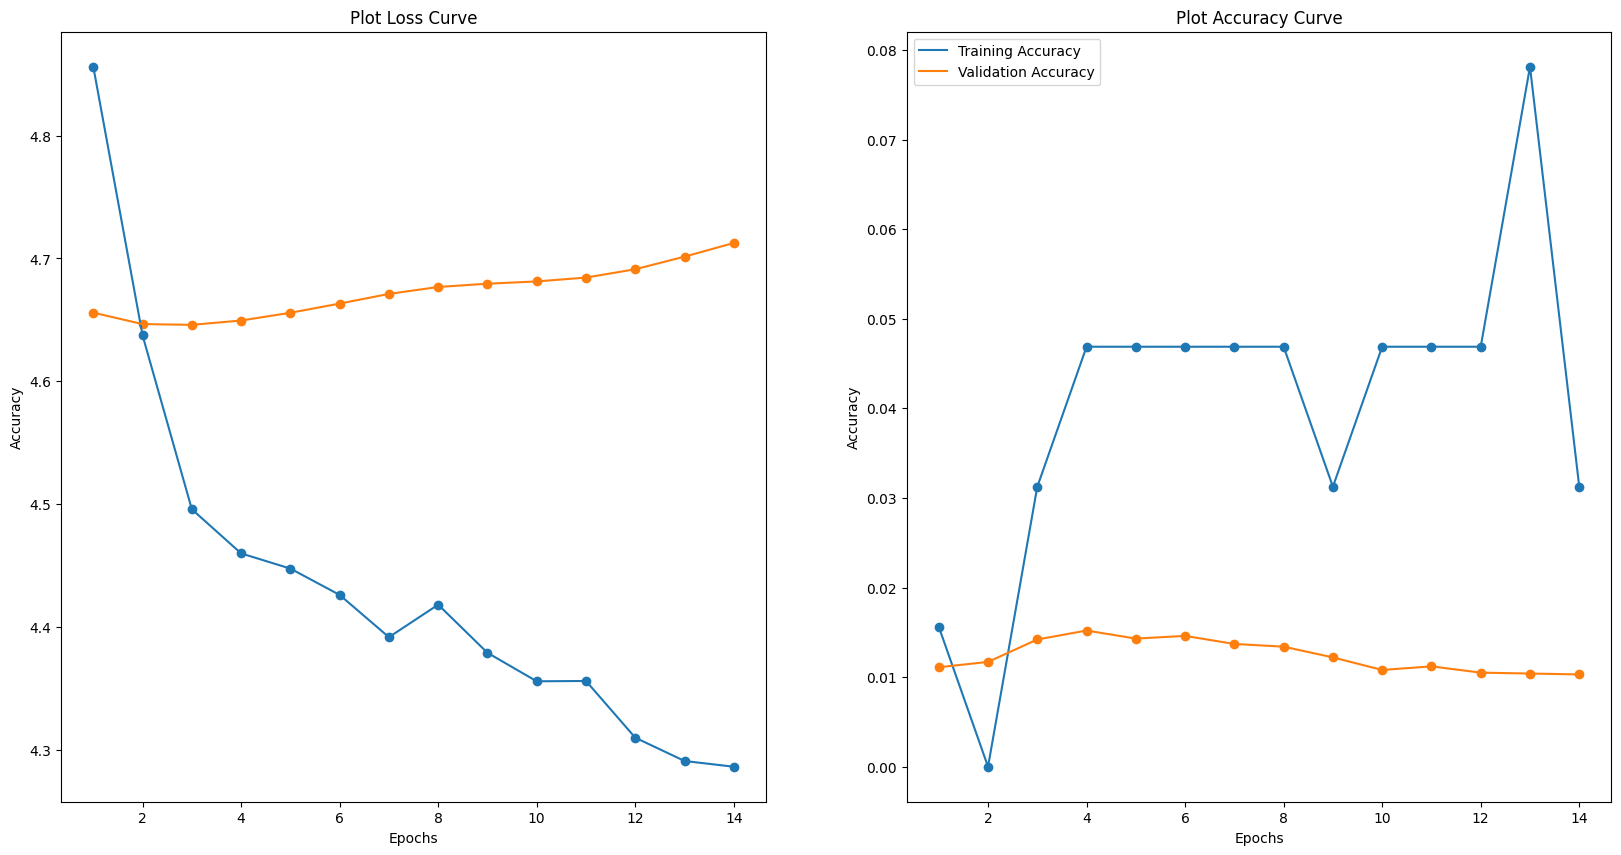 Plot Loss Curve
4.8
4.7
4.6
4.5
4.4
4.3
Accuracy
2 4 6 8 10 12 14
Epochs
Plot Accuracy Curve
Training Accuracy
Validation Accuracy
0.08
0.07
0.06
0.05
0.04
0.03
0.02
0.01
0.00
Accuracy
2 4 6 8 10 12 14
Epochs